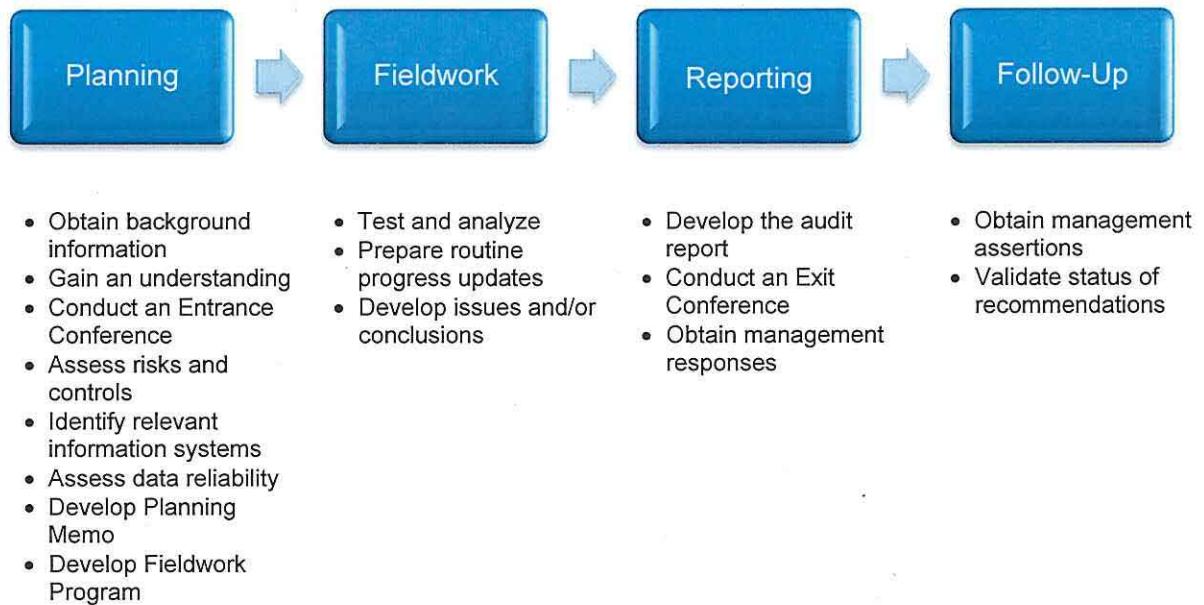 Planning
Fieldwork
Reporting
Follow-Up
• Obtain background
information
• Gain an understanding
• Conduct an Entrance
Conference
• Assess risks and
controls
• Identify relevant
information systems
• Assess data reliability
• Develop Planning
Memo
• Develop Fieldwork
Program
• Test and analyze
• Prepare routine
progress updates
• Develop issues and/or
conclusions
• Develop the audit
report
• Conduct an Exit
Conference
• Obtain management
responses
• Obtain management
assertions
• Validate status of
recommendations